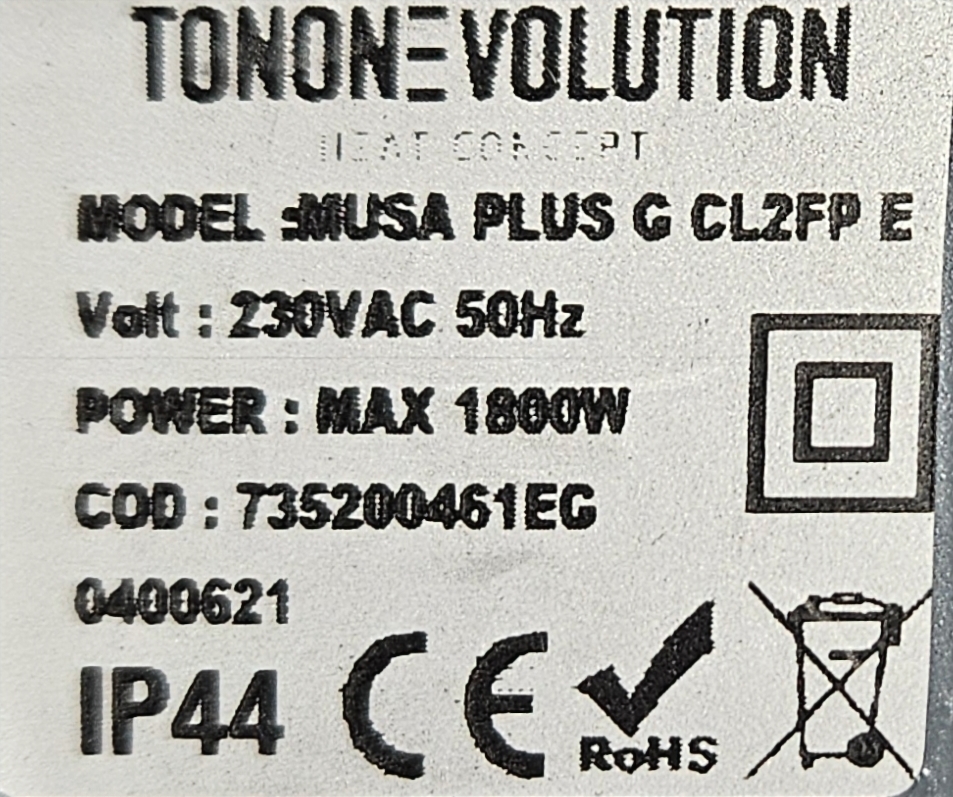 TONONEVOLUTION
HEAT CONCEPT
MODEL :MUSA PLUS G CL2FP E
Volt : 230VAC 50Hz
POWER : MAX 1800W
COD : 735200461EG
0400621
IP44 CE RoHS